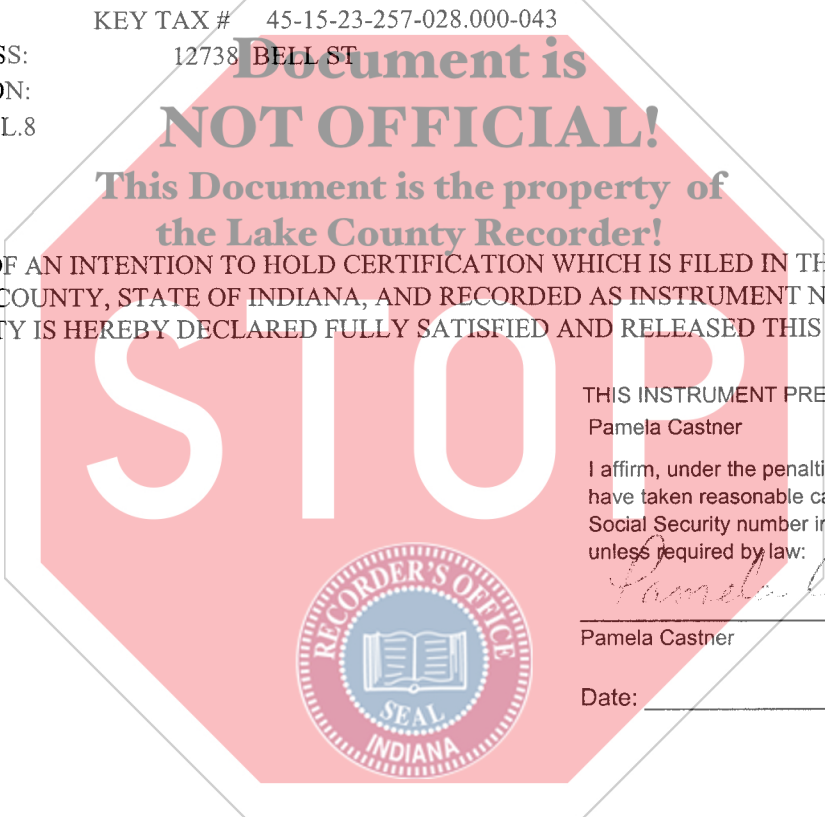 KEY TAX # 45-15-23-257-028.000-043
SS: 12738 BELL ST
ON:
L.8
Document is
NOT OFFICIAL!
This Document is the property of
the Lake County Recorder!
OF AN INTENTION TO HOLD CERTIFICATION WHICH IS FILED IN TH
COUNTY, STATE OF INDIANA, AND RECORDED AS INSTRUMENT N
TY IS HEREBY DECLARED FULLY SATISFIED AND RELEASED THIS
STOP
THIS INSTRUMENT PRE
Pamela Castner
I affirm, under the penalti
have taken reasonable ca
Social Security number in
unless required by law:
Pamela C
Pamela Castner
Date:
RECORDER'S OFFICE
SEAL
INDIANA